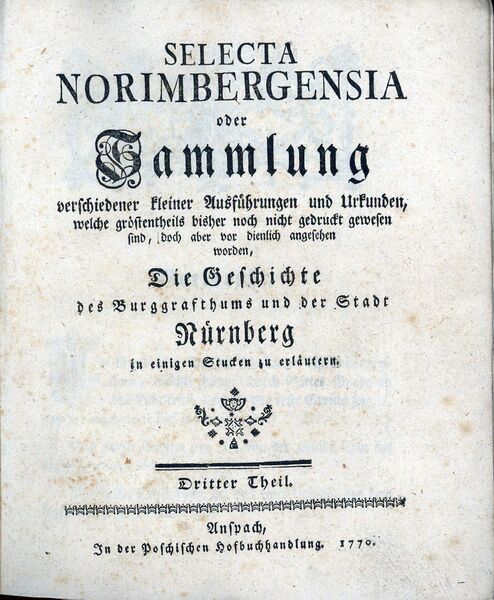 SELECTA
NORIMBERGENSIA
oder
Sammlung
verschiedener kleiner Ausführungen und Urkunden,
welche gröstentheils bisher noch nicht gedruckt gewesen
sind, doch aber vor dienlich angesehen
worden,
Die Geschichte
des Burggrafthums und der Stadt
Nürnberg
in einigen Stucken zu erläutern.
Dritter Theil.
Anspach,
In der Poschischen Hofbuchhandlung. 1770.